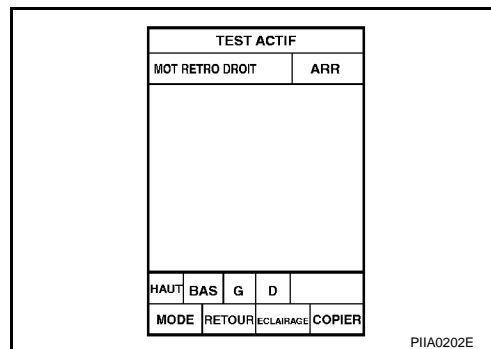 TEST ACTIF
MOT RETRO DROIT ARR
HAUT BAS G D
MODE RETOUR ECLAIRAGE COPIER
PIIA0202E